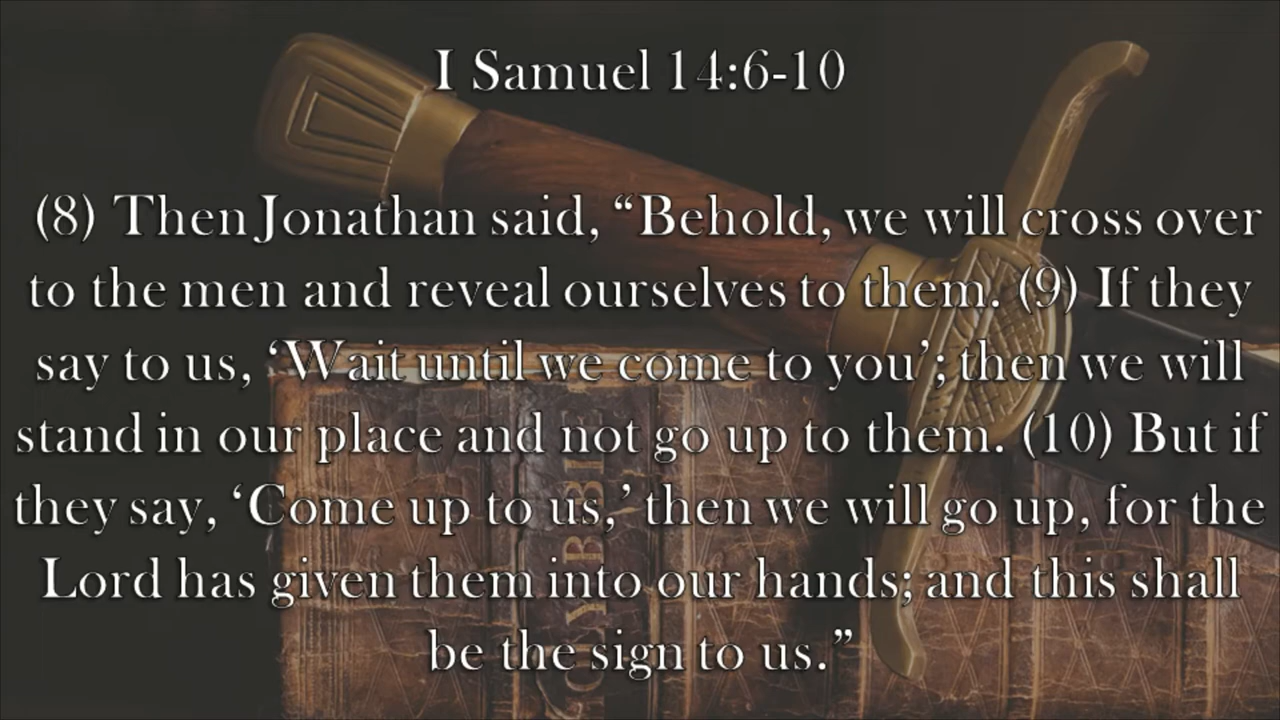 I Samuel 14:6-10
(8) Then Jonathan said, “Behold, we will cross over
to the men and reveal ourselves to them. (9) If they
say to us, ‘Wait until we come to you’; then we will
stand in our place and not go up to them. (10) But if
they say, ‘Come up to us,’ then we will go up, for the
Lord has given them into our hands; and this shall
be the sign to us.”